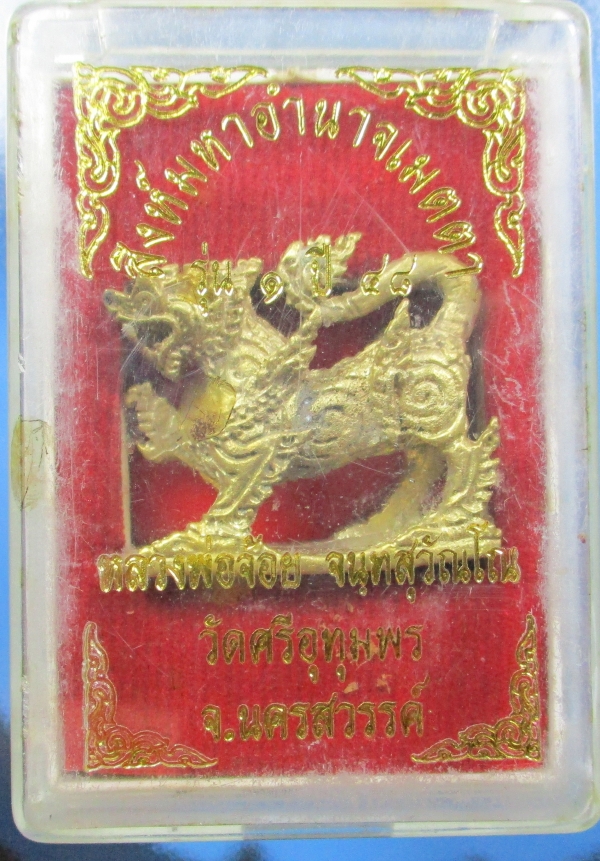 สิงห์มหาอำนาจเมตตา
รุ่น ๑ ปี ๔๘
หลวงพ่อจ้อย จนฺทสุวัณโณ
วัดศรีอุทุมพร
จ.นครสวรรค์